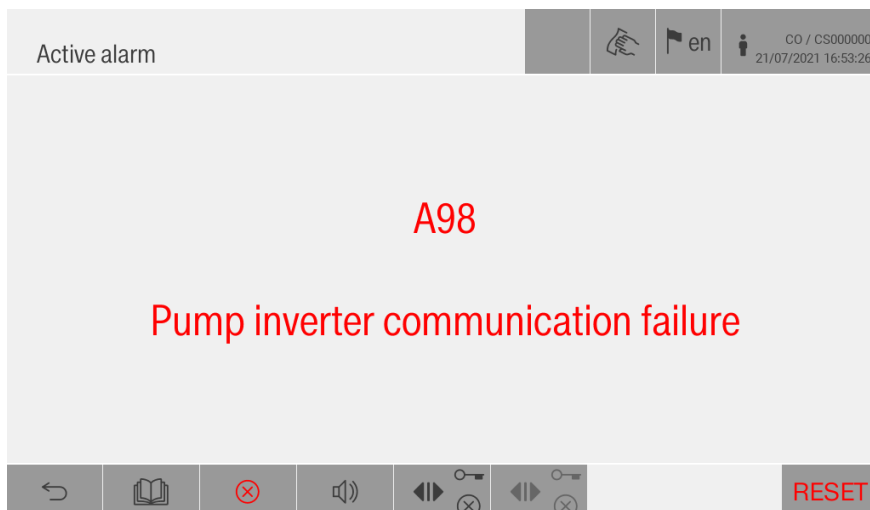 Active alarm
en
CO / CS000000
21/07/2021 16:53:26
A98
Pump inverter communication failure
RESET